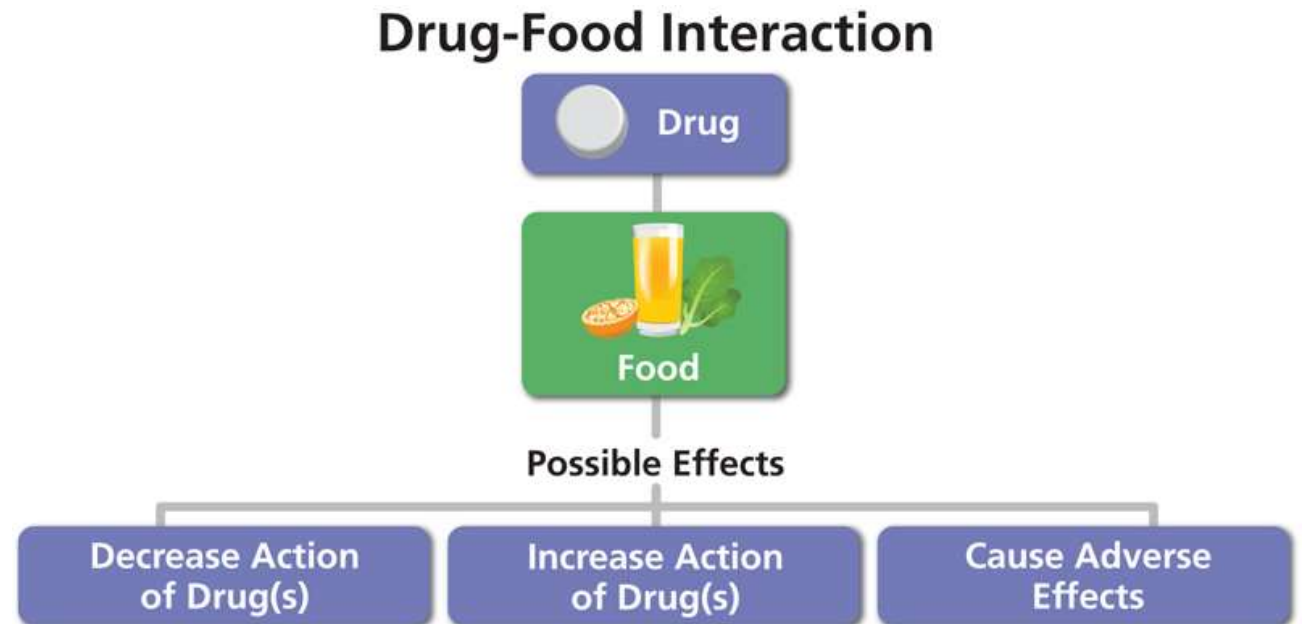 Drug-Food Interaction
Drug
Food
Possible Effects
Decrease Action
of Drug(s)
Increase Action
of Drug(s)
Cause Adverse
Effects